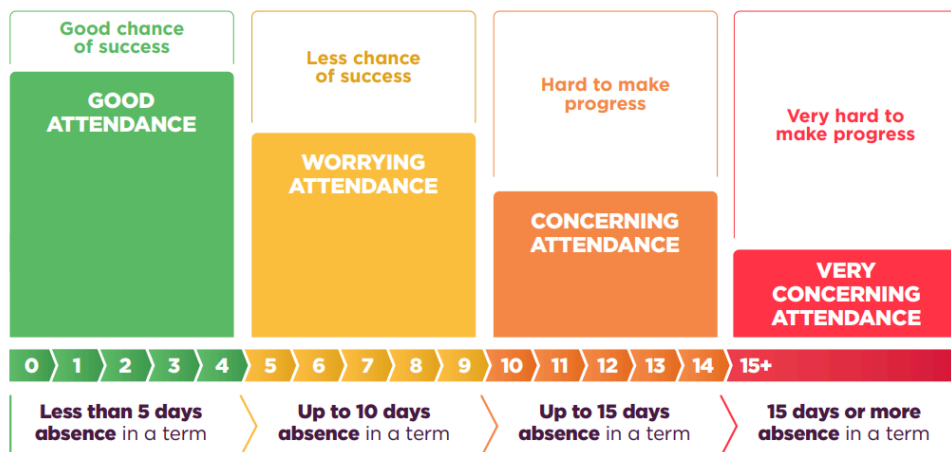 Good chance
of success
GOOD
ATTENDANCE
Less chance
of success
WORRYING
ATTENDANCE
Hard to make
progress
CONCERNING
ATTENDANCE
Very hard to
make progress
VERY
CONCERNING
ATTENDANCE
0 1 2 3 4 5 6 7 8 9 10 11 12 13 14 15+
Less than 5 days
absence in a term
Up to 10 days
absence in a term
Up to 15 days
absence in a term
15 days or more
absence in a term